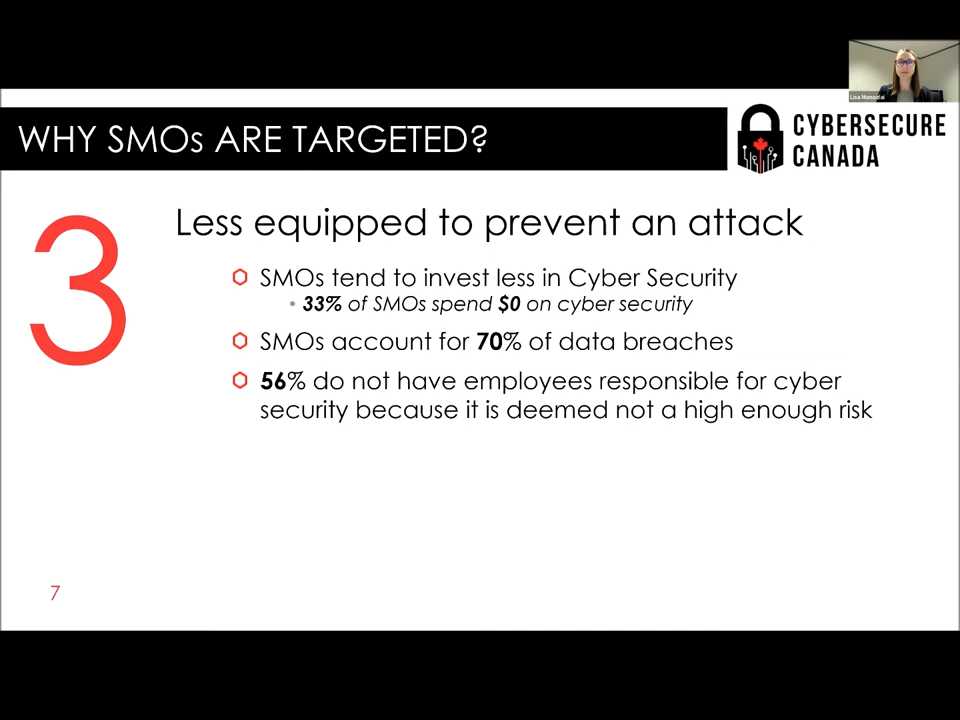 Lisa
WHY SMOs ARE TARGETED?
CYBERSECURE
CANADA
3
Less equipped to prevent an attack
SMOs tend to invest less in Cyber Security
• 33% of SMOs spend $0 on cyber security
SMOs account for 70% of data breaches
56% do not have employees responsible for cyber
security because it is deemed not a high enough risk
7